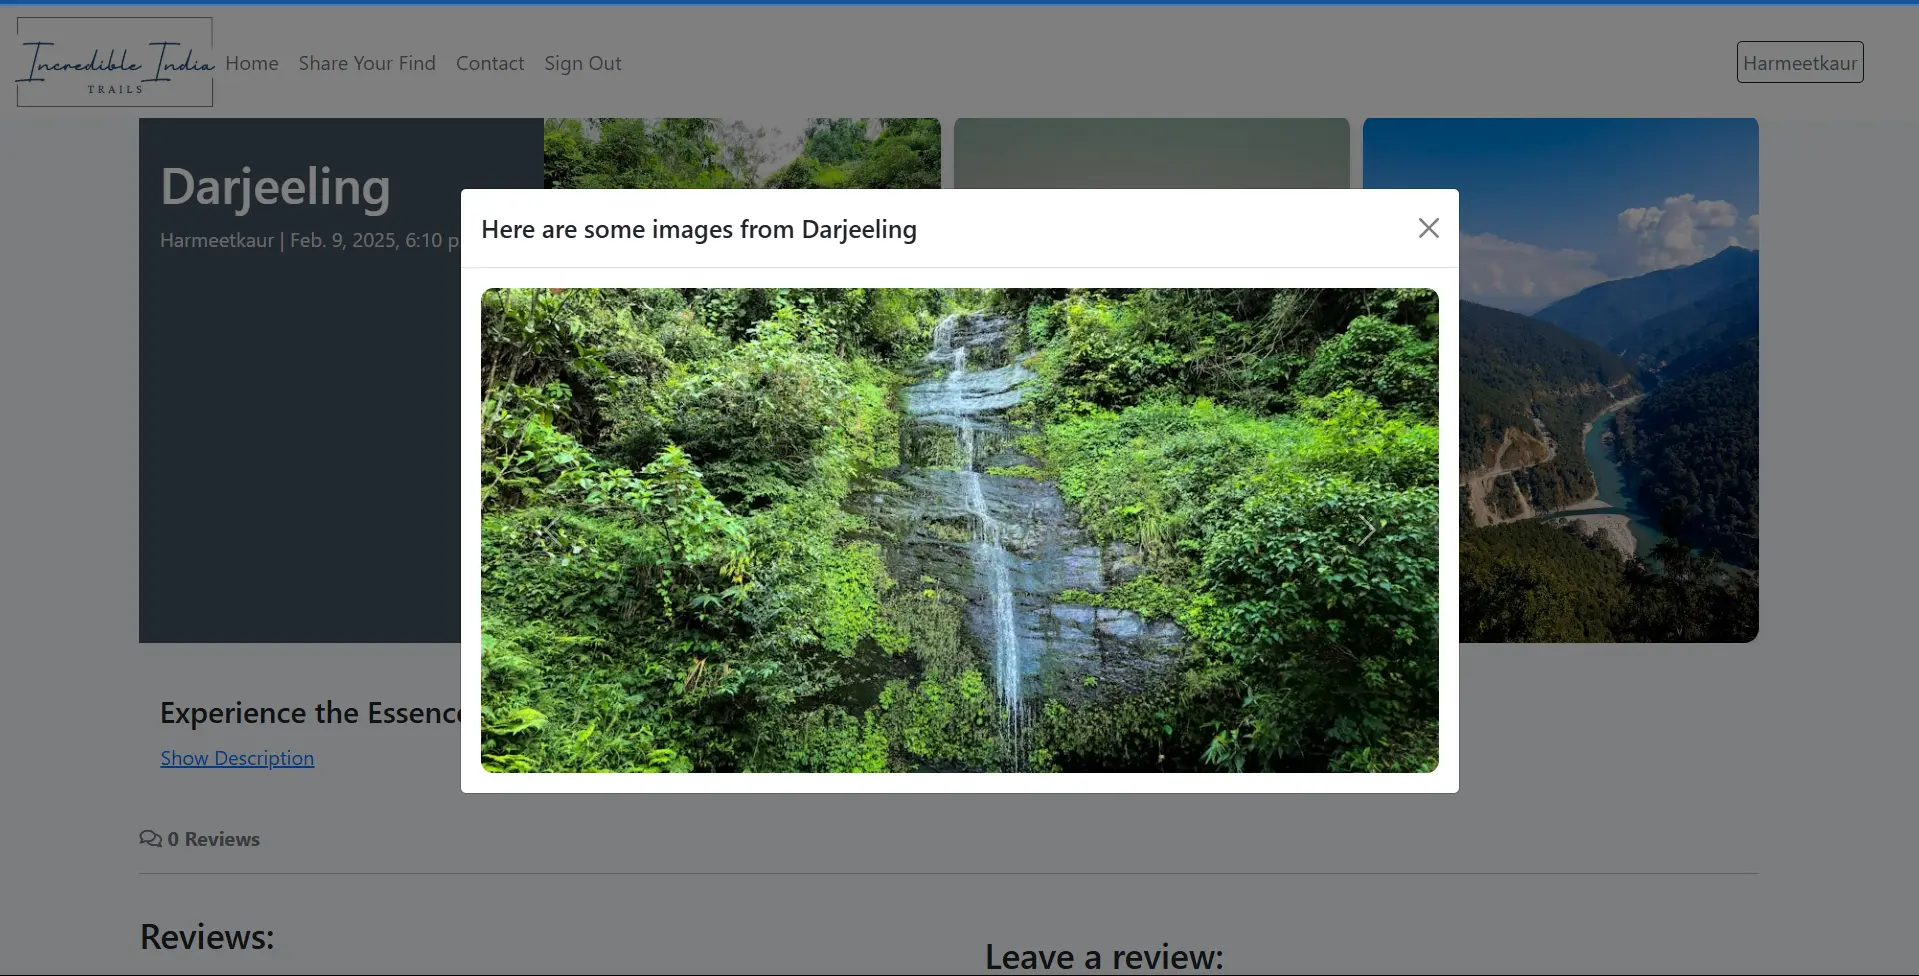 Incredible India
TRAILS
Home
Share Your Find
Contact
Sign Out
Harmeetkaur
Darjeeling
Harmeetkaur | Feb. 9, 2025, 6:10 p
Here are some images from Darjeeling
Experience the Essence
Show Description
0 Reviews
Reviews:
Leave a review: